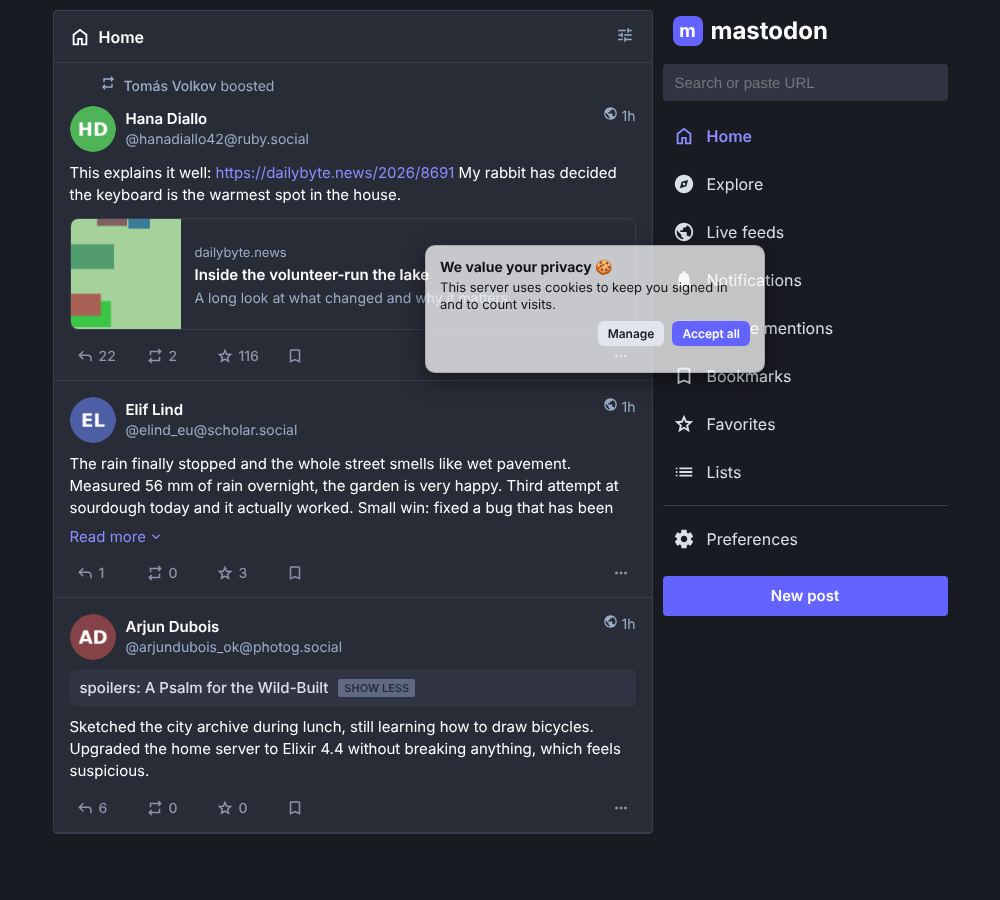 Home
Tomás Volkov boosted
HD
Hana Diallo
1h
@hanadiallo42@ruby.social
This explains it well: https://dailybyte.news/2026/8691 My rabbit has decided
the keyboard is the warmest spot in the house.
dailybyte.news
Inside the volunteer-run the lake
A long look at what changed and why it matters
22
2
116
EL
Elif Lind
1h
@elind_eu@scholar.social
The rain finally stopped and the whole street smells like wet pavement.
Measured 56 mm of rain overnight, the garden is very happy. Third attempt at
sourdough today and it actually worked. Small win: fixed a bug that has been
Read more
1
0
3
AD
Arjun Dubois
1h
@arjundubois_ok@photog.social
spoilers: A Psalm for the Wild-Built SHOW LESS
Sketched the city archive during lunch, still learning how to draw bicycles.
Upgraded the home server to Elixir 4.4 without breaking anything, which feels
suspicious.
6
0
0
We value your privacy 🍪
This server uses cookies to keep you signed in
and to count visits.
Manage
Accept all
m mastodon
Search or paste URL
Home
Explore
Live feeds
Notifications
mentions
Bookmarks
Favorites
Lists
Preferences
New post